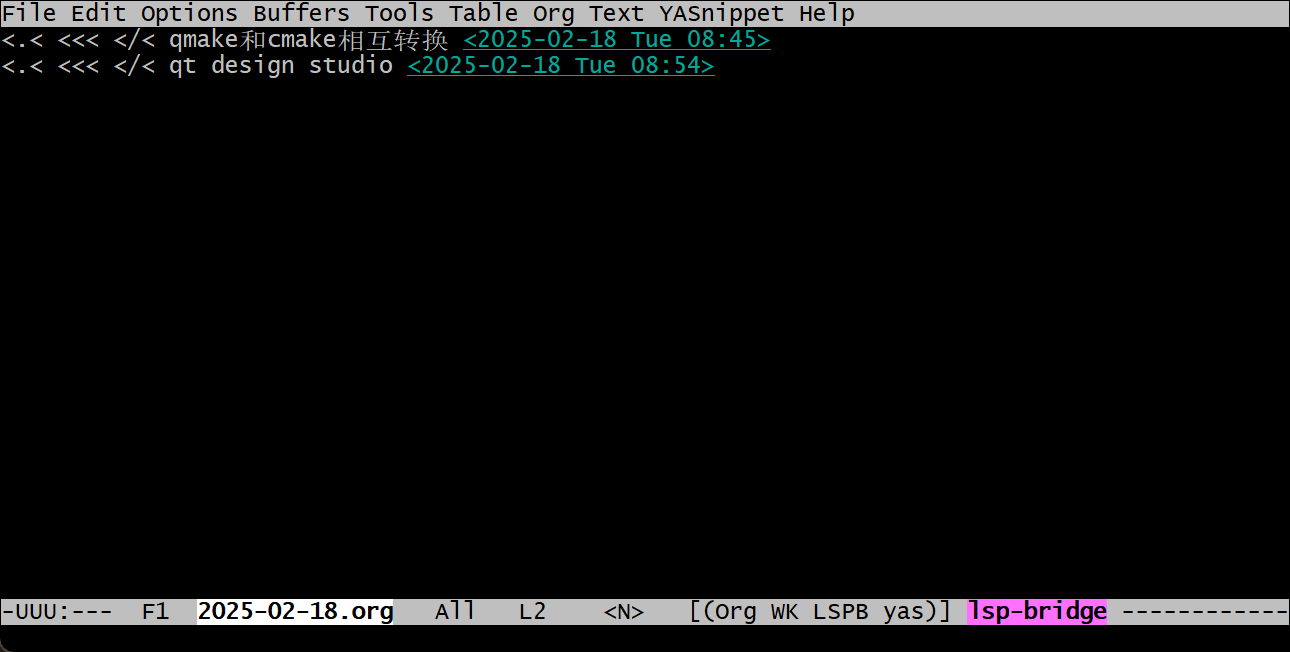 File Edit Options Buffers Tools Table Org Text YASnippet Help
<.< <<< </< qmake和cmake相互转换 <2025-02-18 Tue 08:45>
<.< <<< </< qt design studio <2025-02-18 Tue 08:54>
-UUU:--- F1 2025-02-18.org All L2 <N> [(Org WK LSPB yas)] lsp-bridge ------------